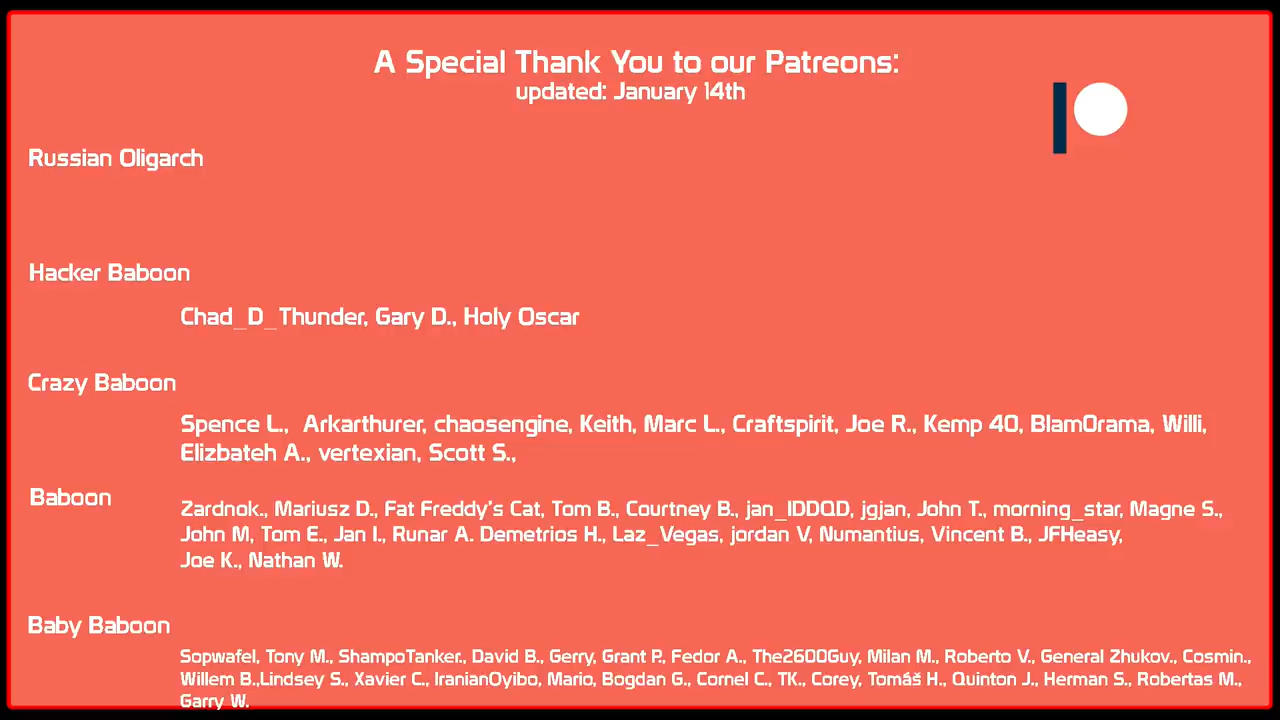 A Special Thank You to our Patreons:
updated: January 14th
Russian Oligarch
Hacker Baboon
Chad_D_Thunder, Gary D., Holy Oscar
Crazy Baboon
Spence L.,  Arkarthurer, chaosengine, Keith, Marc L., Craftspirit, Joe R., Kemp 40, BlamOrama, Willi,
Elizbateh A., vertexian, Scott S.,
Baboon
Zardnok., Mariusz D., Fat Freddy's Cat, Tom B., Courtney B., jan_IDDQD, jgjan, John T., morning_star, Magne S.,
John M, Tom E., Jan I., Runar A. Demetrios H., Laz_Vegas, jordan V, Numantius, Vincent B., JFHeasy,
Joe K., Nathan W.
Baby Baboon
Sopwafel, Tony M., ShampoTanker., David B., Gerry, Grant P., Fedor A., The2600Guy, Milan M., Roberto V., General Zhukov., Cosmin.,
Willem B.,Lindsey S., Xavier C., IranianOyibo, Mario, Bogdan G., Cornel C., TK., Corey, Tomáš H., Quinton J., Herman S., Robertas M.,
Garry W.